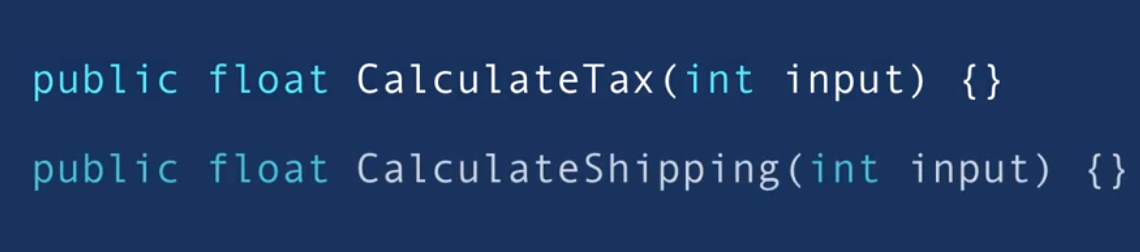 public float CalculateTax(int input) {}
public float CalculateShipping(int input) {}